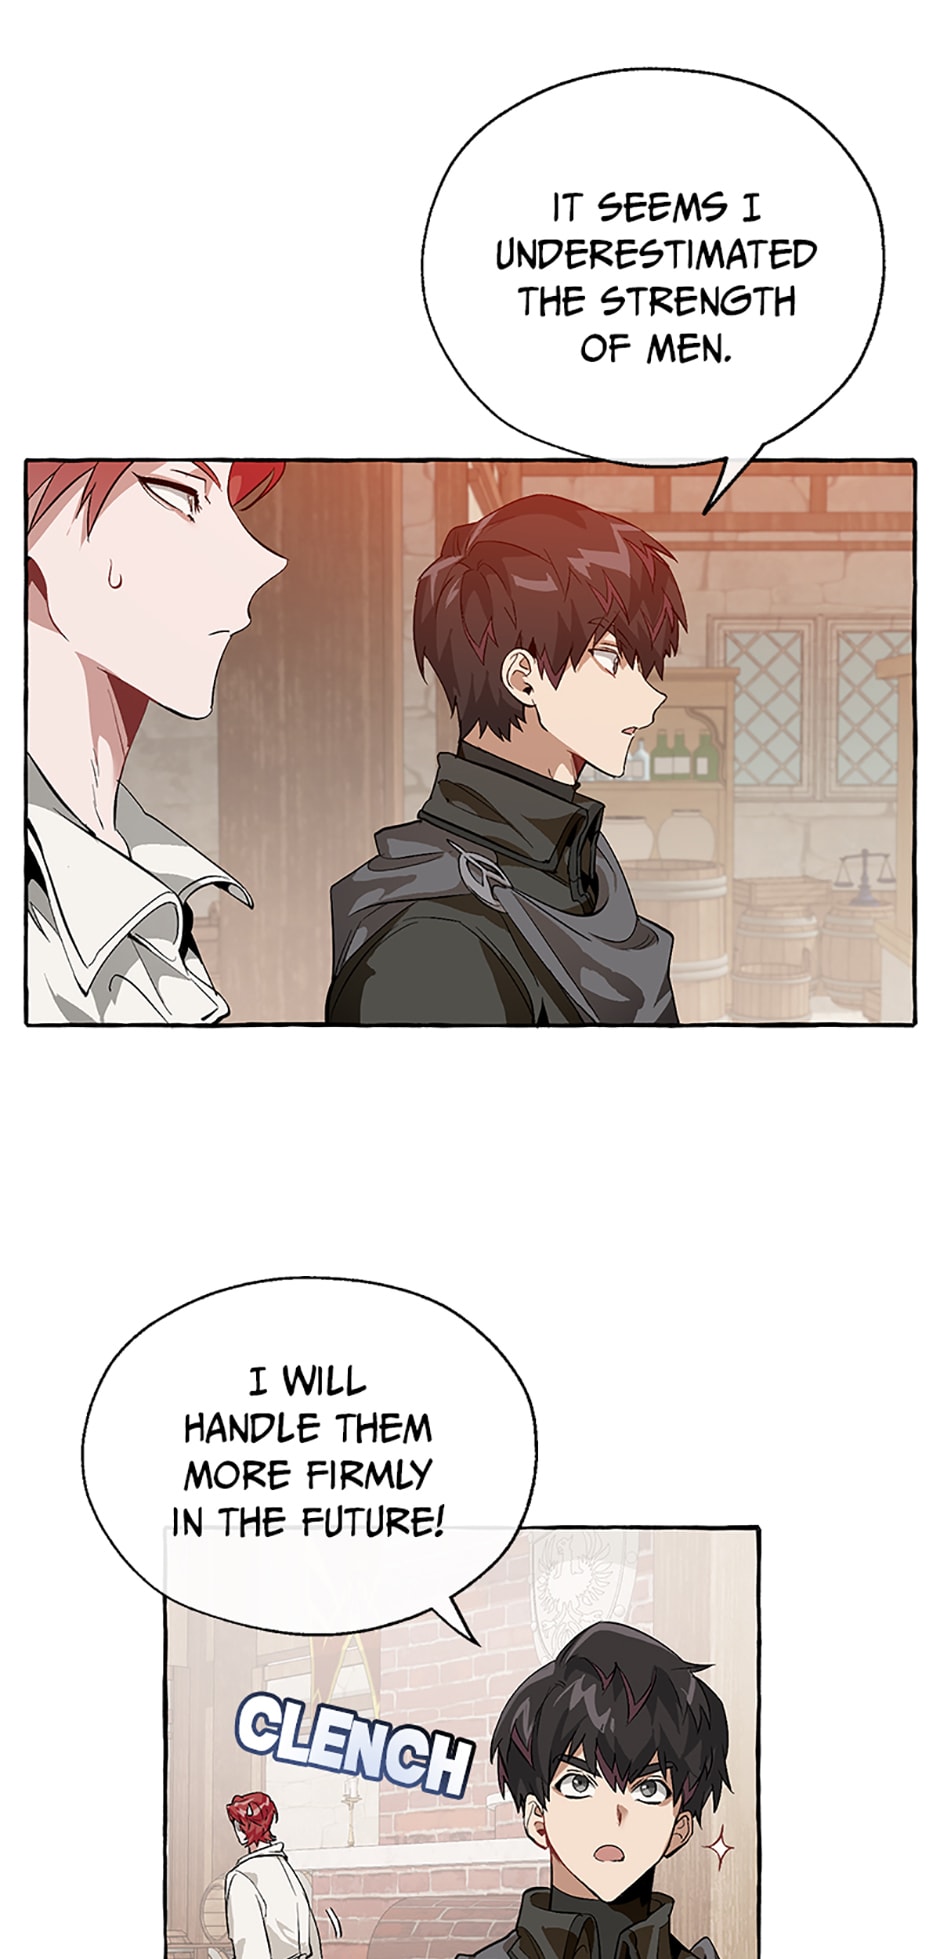 IT SEEMS I
UNDERESTIMATED
THE STRENGTH
OF MEN.
I WILL
HANDLE THEM
MORE FIRMLY
IN THE FUTURE!
CLENCH